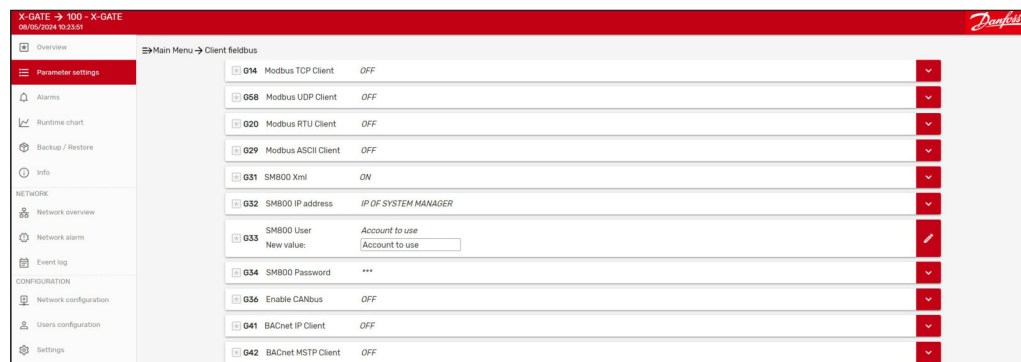 X-GATE → 100 - X-GATE
08/05/2024 10:23:51
Danfoss
Overview
Parameter settings
Alarms
Runtime chart
Backup / Restore
Info
NETWORK
Network overview
Network alarm
Event log
CONFIGURATION
Network configuration
Users configuration
Settings
Main Menu → Client fieldbus
G14 Modbus TCP Client OFF
G58 Modbus UDP Client OFF
G20 Modbus RTU Client OFF
G29 Modbus ASCII Client OFF
G31 SM800 Xml ON
G32 SM800 IP address IP OF SYSTEM MANAGER
G33 SM800 User Account to use
New value: Account to use
G34 SM800 Password ***
G36 Enable CANbus OFF
G41 BACnet IP Client OFF
G42 BACnet MSTP Client OFF